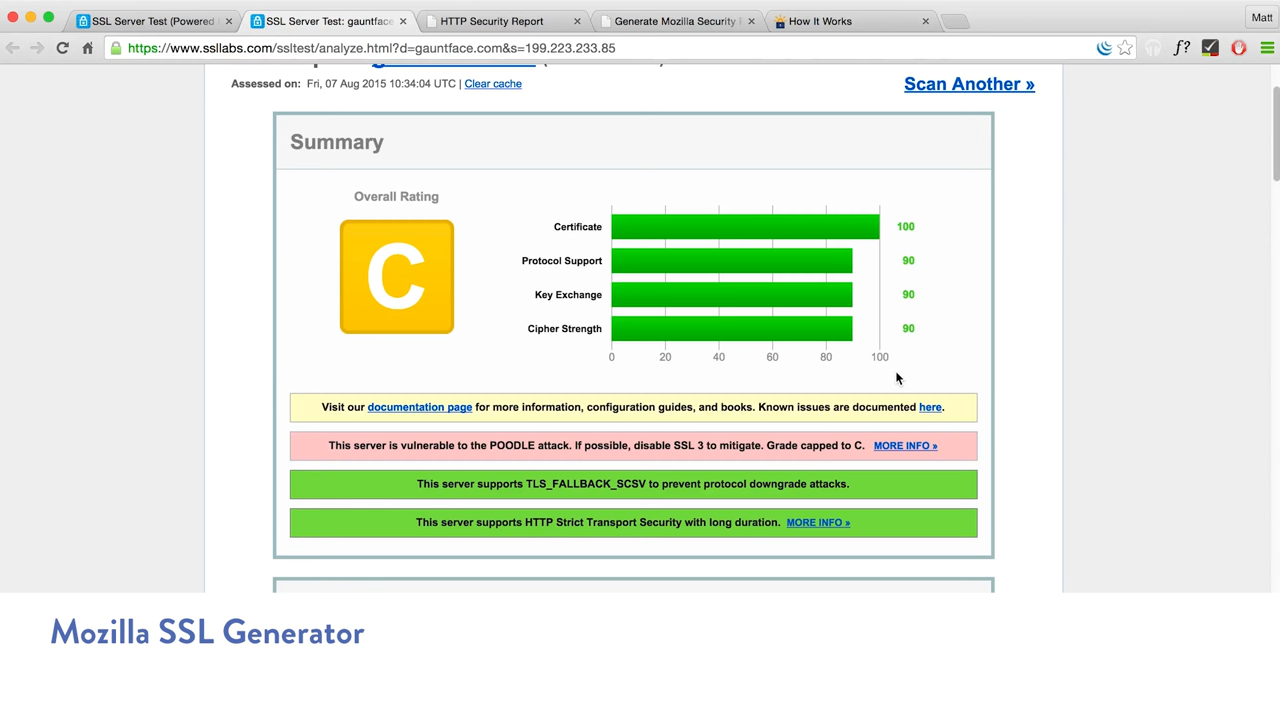 SSL Server Test (Powered
SSL Server Test: gauntface
HTTP Security Report
Generate Mozilla Security
How It Works
Matt
https://www.ssllabs.com/ssltest/analyze.html?d=gauntface.com&s=199.223.233.85
f?
Assessed on: Fri, 07 Aug 2015 10:34:04 UTC | Clear cache
Scan Another »
Summary
Overall Rating
C
Certificate 100
Protocol Support 90
Key Exchange 90
Cipher Strength 90
0 20 40 60 80 100
Visit our documentation page for more information, configuration guides, and books. Known issues are documented here.
This server is vulnerable to the POODLE attack. If possible, disable SSL 3 to mitigate. Grade capped to C. MORE INFO »
This server supports TLS_FALLBACK_SCSV to prevent protocol downgrade attacks.
This server supports HTTP Strict Transport Security with long duration. MORE INFO »
Mozilla SSL Generator